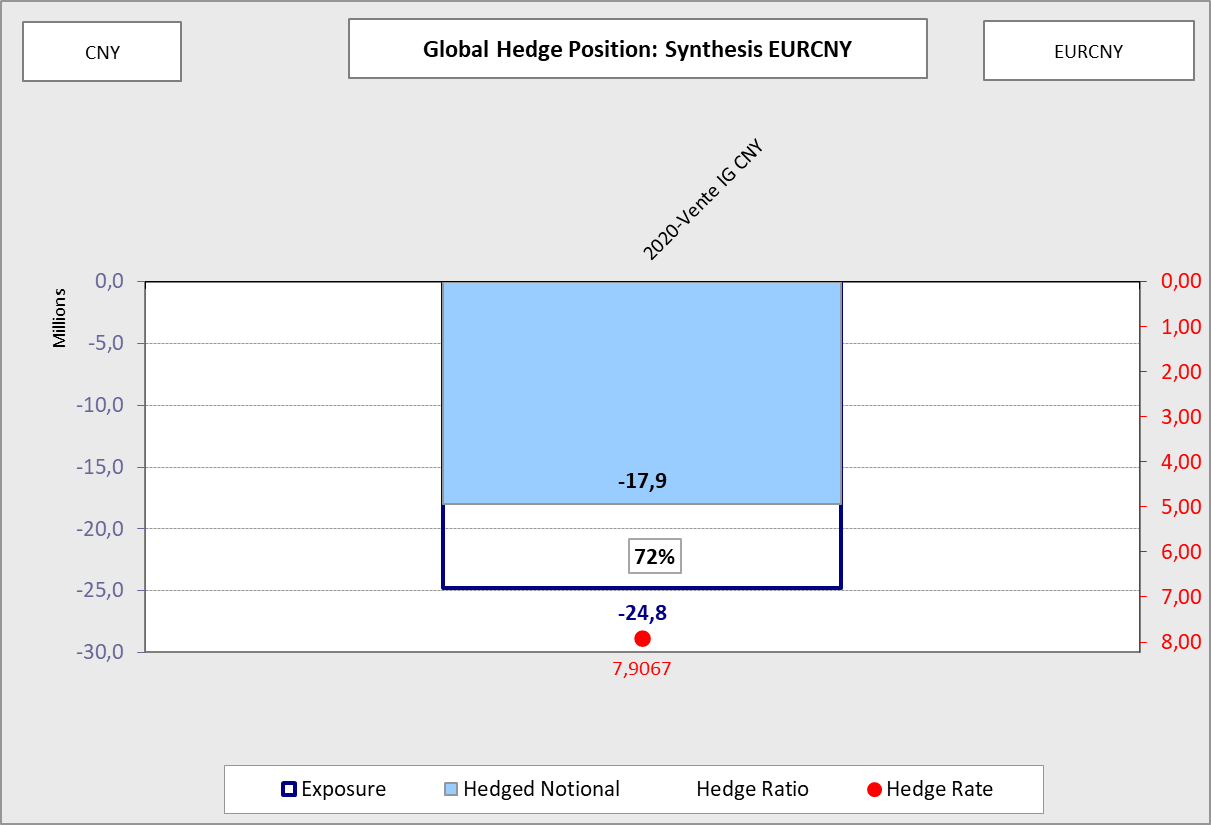 CNY
Global Hedge Position: Synthesis EURCNY
EURCNY
2020-Vente IG CNY
Millions
0,0
-5,0
-10,0
-15,0
-20,0
-25,0
-30,0
-17,9
72%
-24,8
7,9067
0,00
1,00
2,00
3,00
4,00
5,00
6,00
7,00
8,00
Exposure
Hedged Notional
Hedge Ratio
Hedge Rate